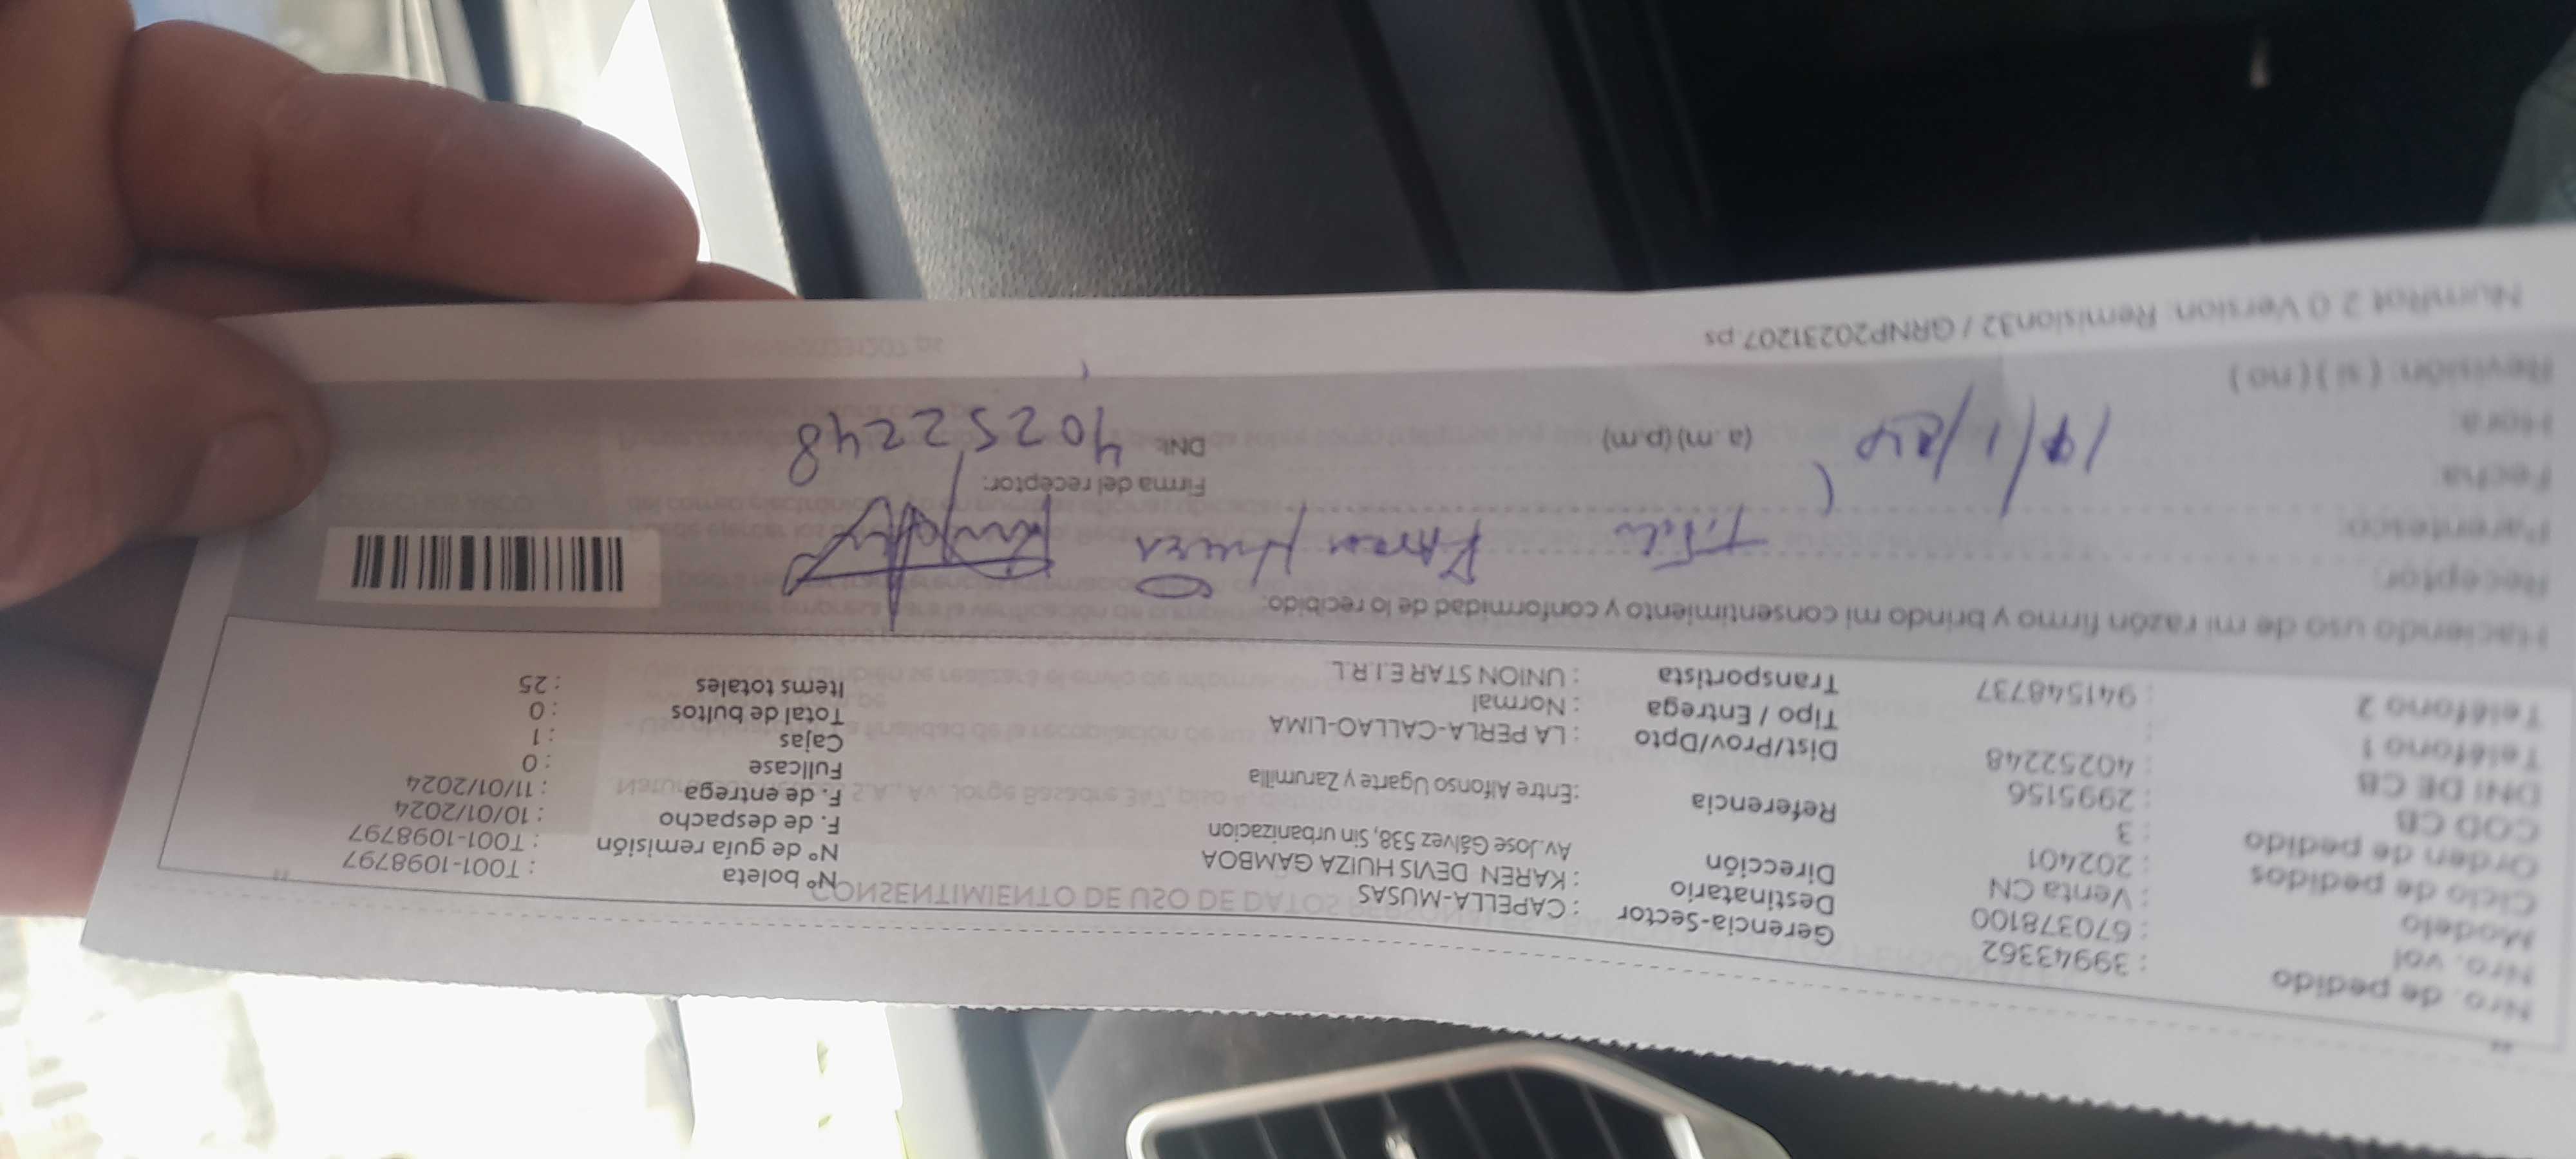 Nro. de pedido : 39943362
Nro. vol : 670378100
Modelo : Venta CN
Ciclo de pedidos : 202401
Orden de pedido : 3
COD CB : 2995156
DNI DE CB : 40252248
Teléfono 1 :
Teléfono 2 : 941548737
Gerencia-Sector : CAPELLA-MUSAS
Destinatario : KAREN DEVIS HUIZA GAMBOA
Dirección Av.Jose Gálvez 538, Sin urbanizacion
Referencia :Entre Alfonso Ugarte y Zarumilla
Dist/Prov/Dpto : LA PERLA-CALLAO-LIMA
Tipo / Entrega : Normal
Transportista : UNION STAR E.I.R.L.
Nº boleta : T001-1098797
Nº de guía remisión : T001-1098797
F. de despacho : 10/01/2024
F. de entrega : 11/01/2024
Fullcase : 0
Cajas : 1
Total de bultos : 0
Items totales : 25
Haciendo uso de mi razón firmo y brindo mi consentimiento y conformidad de lo recibido:
Receptor: Karen Huiza
Parentesco:
Firma del receptor:
Fecha:
DNI: 40252248
Hora: (a.m) (p.m)
Revisión: ( si ) ( no )
NumRot 2.0 Version: Remision32 / GRNP20231207.ps
CONSENTIMIENTO DE USO DE DATOS